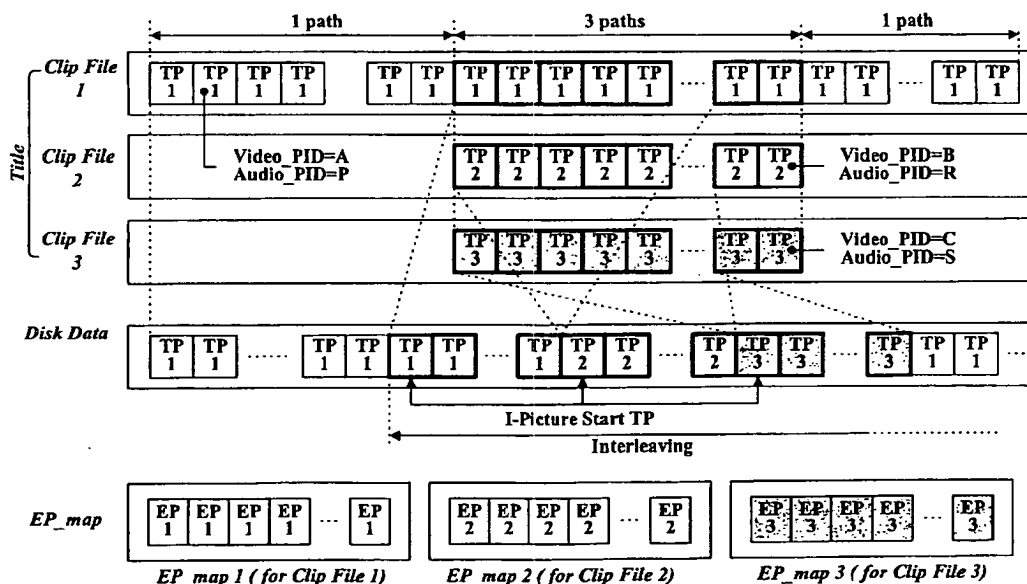 1 path 3 paths 1 path
Title
Clip File 1
TP 1 TP 1 TP 1 TP 1 TP 1 TP 1 TP 1 TP 1 TP 1 TP 1 TP 1 ······ TP 1 TP 1 TP 1 TP 1 ······ TP 1 TP 1
Video_PID=A
Audio_PID=P
Clip File 2
TP 2 TP 2 TP 2 TP 2 TP 2 ······ TP 2 TP 2
Video_PID=B
Audio_PID=R
Clip File 3
TP 3 TP 3 TP 3 TP 3 TP 3 ······ TP 3 TP 3
Video_PID=C
Audio_PID=S
Disk Data
TP 1 TP 1 ······ TP 1 TP 1 TP 1 TP 1 ······ TP 1 TP 2 TP 2 ······ TP 2 TP 3 TP 3 ······ TP 3 TP 1 TP 1 ······
I-Picture Start TP
Interleaving
EP_map
EP 1 EP 1 EP 1 EP 1 ··· EP 1
EP 2 EP 2 EP 2 EP 2 ··· EP 2
EP 3 EP 3 EP 3 EP 3 ··· EP 3
EP_map 1 ( for Clip File 1) EP_map 2 ( for Clip File 2) EP_map 3 ( for Clip File 3)